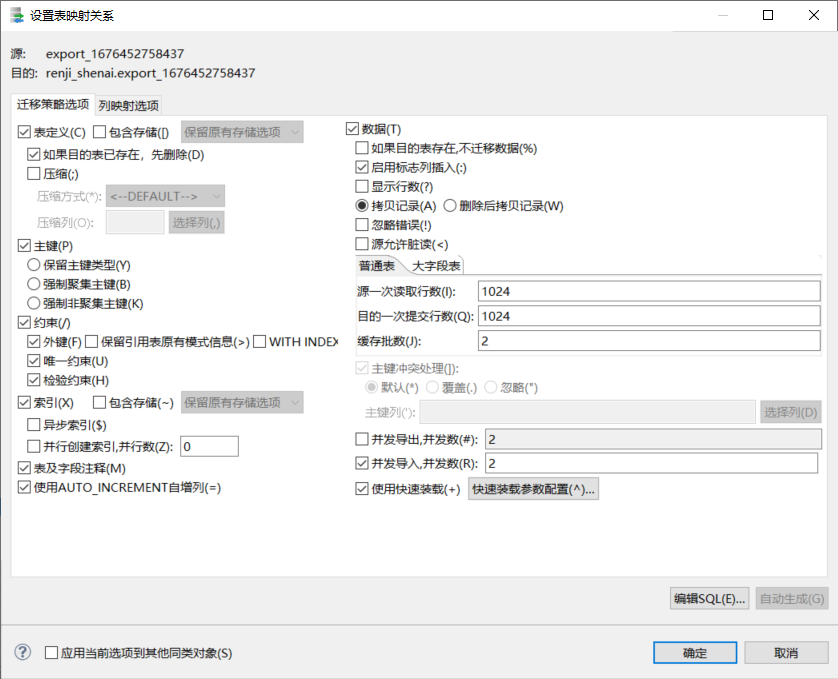 设置表映射关系
源: export_1676452758437
目的: renji_shenai.export_1676452758437
迁移策略选项 列映射选项
表定义(C) 包含存储([) 保留原有存储选项
如果目的表已存在，先删除(D)
压缩(;)
压缩方式(*): <--DEFAULT-->
压缩列(O): 选择列(,)
主键(P)
保留主键类型(Y)
强制聚集主键(B)
强制非聚集主键(K)
约束(/)
外键(F) 保留引用表原有模式信息(>) WITH INDEX
唯一约束(U)
检验约束(H)
索引(X) 包含存储(~) 保留原有存储选项
异步索引($)
并行创建索引,并行数(Z): 0
表及字段注释(M)
使用AUTO_INCREMENT自增列(=)
数据(T)
如果目的表存在,不迁移数据(%)
启用标志列插入(:)
显示行数(?)
拷贝记录(A) 删除后拷贝记录(W)
忽略错误(!)
源允许脏读(<)
普通表 大字段表
源一次读取行数(I): 1024
目的一次提交行数(Q): 1024
缓存批数(J): 2
主键冲突处理(]):
默认(*) 覆盖(.) 忽略(")
主键列('): 选择列(D)
并发导出,并发数(#): 2
并发导入,并发数(R): 2
使用快速装载(+) 快速装载参数配置(^)...
编辑SQL(E)... 自动生成(G)
应用当前选项到其他同类对象(S) 确定 取消